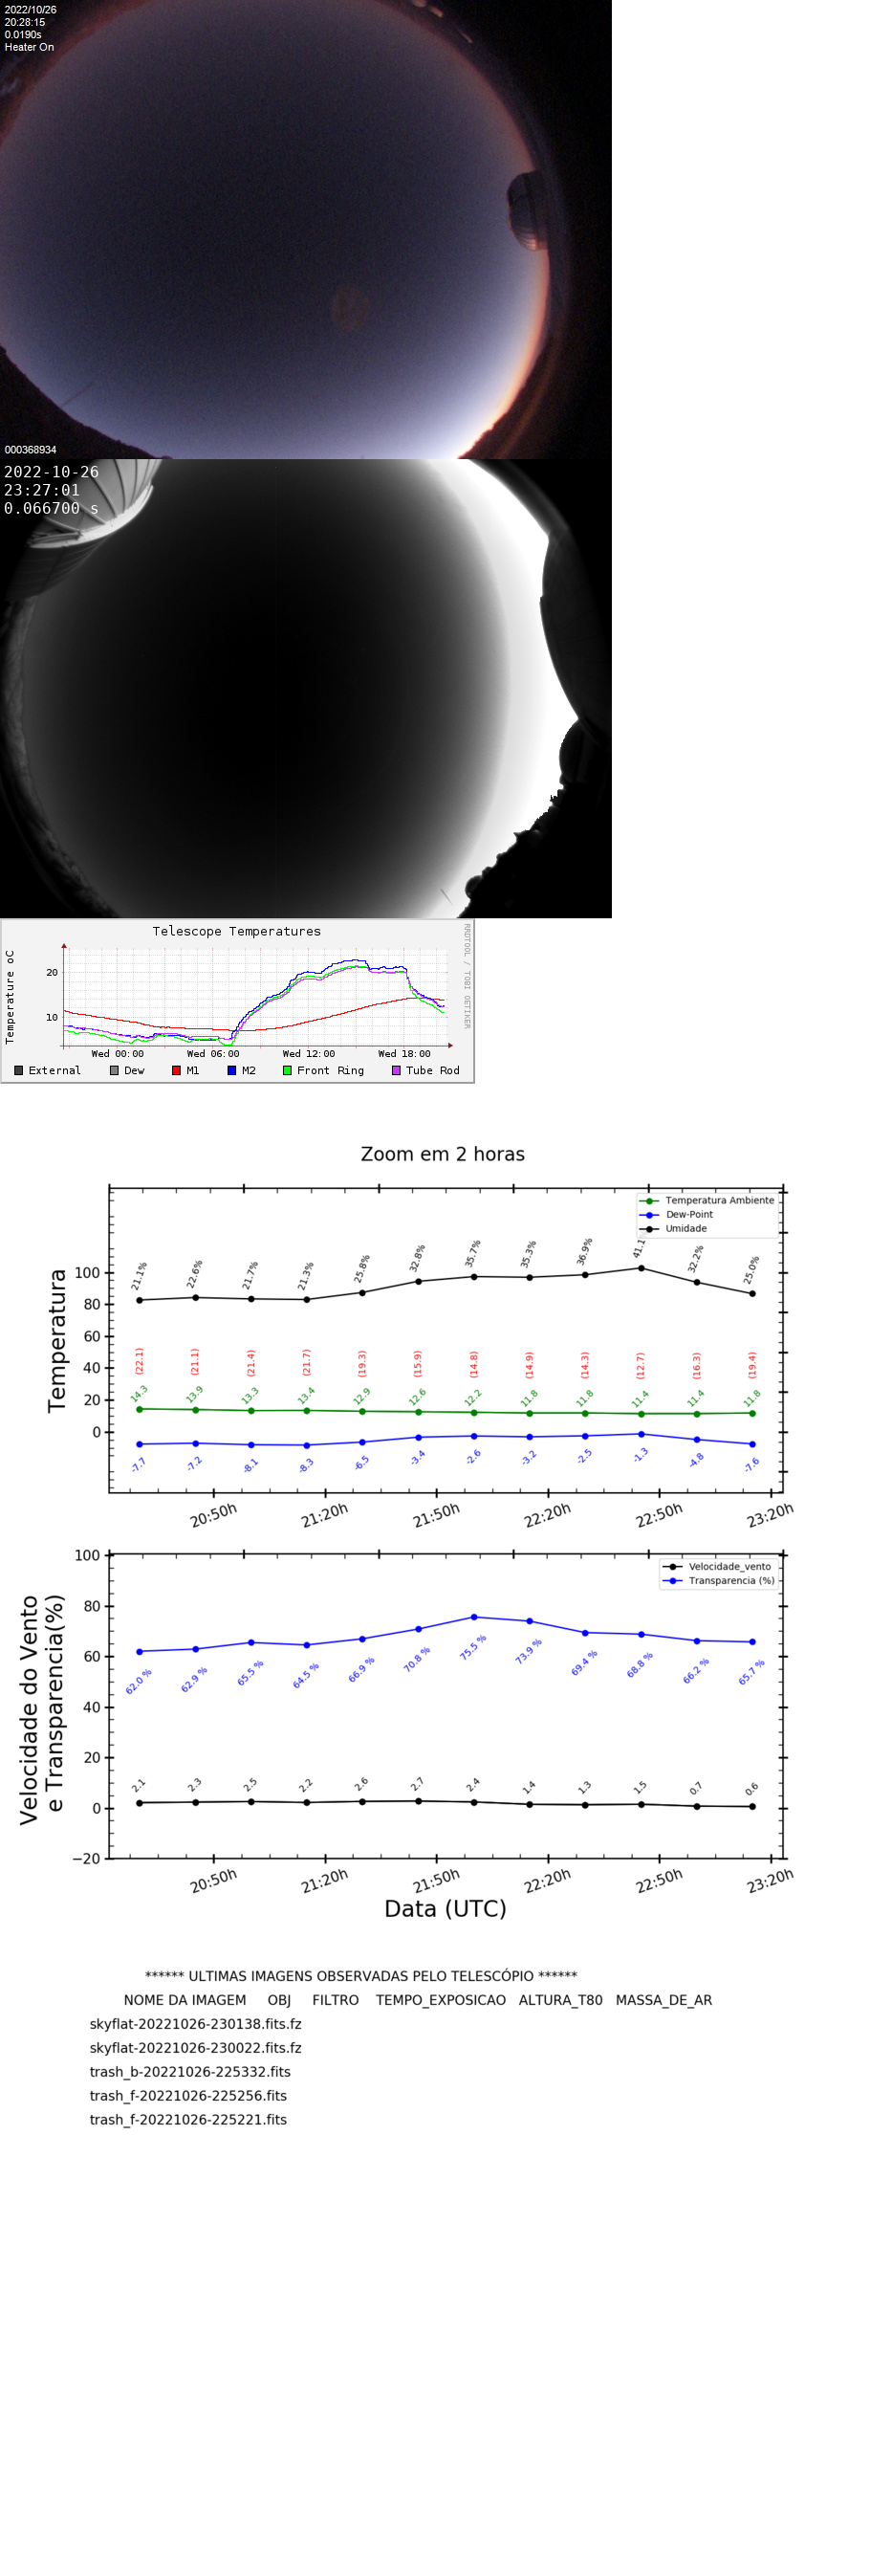 2022/10/26
20:28:15
0.0190s
Heater On
000368934
2022-10-26
23:27:01
0.066700 s
Telescope Temperatures
RRDTOOL / TOBI OETIKER
Temperature oC
20
10
Wed 00:00 Wed 06:00 Wed 12:00 Wed 18:00
External Dew M1 M2 Front Ring Tube Rod
Zoom em 2 horas
Temperatura Ambiente
Dew-Point
Umidade
Temperatura
100
80
60
40
20
0
21.1% 22.6% 21.7% 21.3% 25.8% 32.8% 35.7% 35.3% 36.9% 32.2% 25.0%
(22.1) (21.1) (21.4) (21.7) (19.3) (15.9) (14.8) (14.9) (14.3) (12.7) (16.3) (19.4)
14.3 13.9 13.3 13.4 12.9 12.6 12.2 11.8 11.8 11.4 11.4 11.8
-7.7 -7.2 -8.1 -8.3 -6.5 -3.4 -2.6 -3.2 -2.5 -1.3 -4.8 -7.6
20:50h 21:20h 21:50h 22:20h 22:50h 23:20h
Velocidade_vento
Transparencia (%)
Velocidade do Vento
e Transparencia(%)
100
80
60
40
20
0
−20
62.0 % 62.9 % 65.5 % 64.5 % 66.9 % 70.8 % 75.5 % 73.9 % 69.4 % 68.8 % 66.2 % 65.7 %
2.1 2.3 2.5 2.2 2.6 2.7 2.4 1.4 1.3 1.5 0.7 0.6
20:50h 21:20h 21:50h 22:20h 22:50h 23:20h
Data (UTC)
****** ULTIMAS IMAGENS OBSERVADAS PELO TELESCÓPIO ******
NOME DA IMAGEM OBJ FILTRO TEMPO_EXPOSICAO ALTURA_T80 MASSA_DE_AR
skyflat-20221026-230138.fits.fz
skyflat-20221026-230022.fits.fz
trash_b-20221026-225332.fits
trash_f-20221026-225256.fits
trash_f-20221026-225221.fits